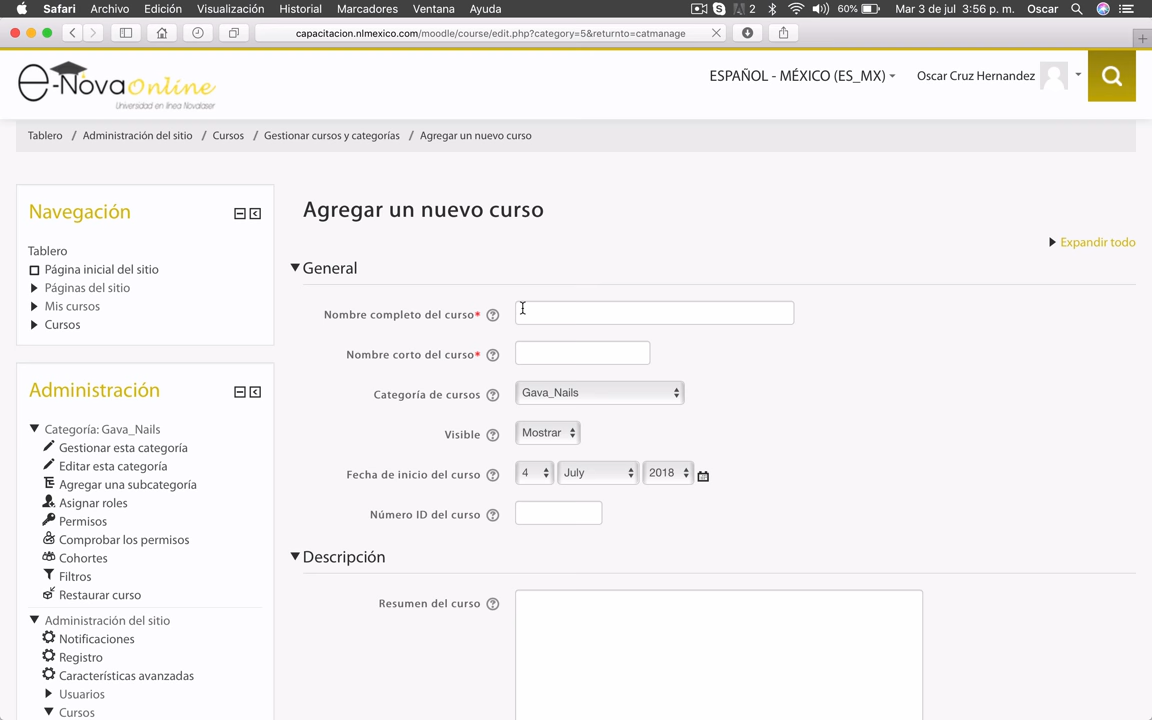 Safari Archivo Edición Visualización Historial Marcadores Ventana Ayuda 2 60% Mar 3 de jul 3:56 p. m. Oscar
capacitacion.nlmexico.com/moodle/course/edit.php?category=5&returnto=catmanage
e-NovaOnline
Universidad en línea Novalaser
ESPAÑOL - MÉXICO (ES_MX) Oscar Cruz Hernandez
Tablero / Administración del sitio / Cursos / Gestionar cursos y categorías / Agregar un nuevo curso
Navegación
Tablero
Página inicial del sitio
Páginas del sitio
Mis cursos
Cursos
Administración
Categoría: Gava_Nails
Gestionar esta categoría
Editar esta categoría
Agregar una subcategoría
Asignar roles
Permisos
Comprobar los permisos
Cohortes
Filtros
Restaurar curso
Administración del sitio
Notificaciones
Registro
Características avanzadas
Usuarios
Cursos
Agregar un nuevo curso
Expandir todo
General
Nombre completo del curso*
Nombre corto del curso*
Categoría de cursos Gava_Nails
Visible Mostrar
Fecha de inicio del curso 4 July 2018
Número ID del curso
Descripción
Resumen del curso